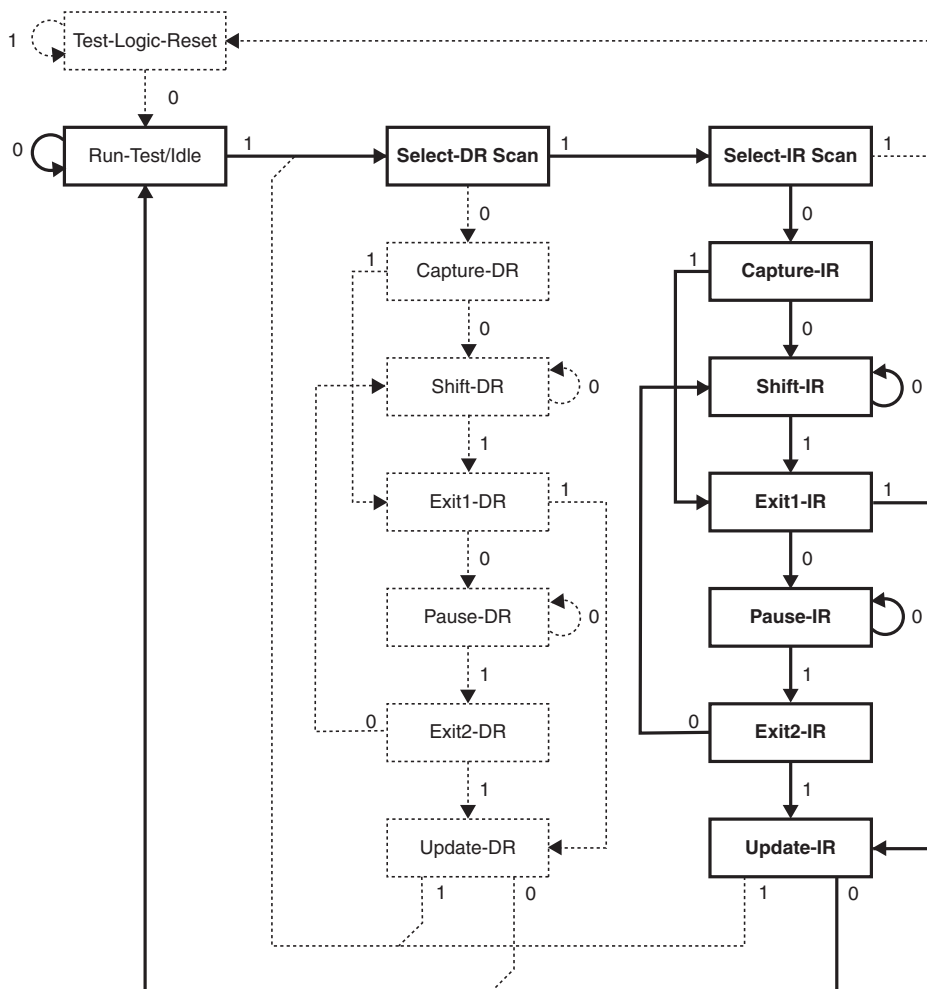 1 Test-Logic-Reset
0
0 Run-Test/Idle 1 Select-DR Scan 1 Select-IR Scan 1
0 0
1 Capture-DR 1 Capture-IR
0 0
Shift-DR 0 Shift-IR 0
1 1
Exit1-DR 1 Exit1-IR 1
0 0
Pause-DR 0 Pause-IR 0
1 1
0 Exit2-DR 0 Exit2-IR
1 1
Update-DR Update-IR
1 0 1 0